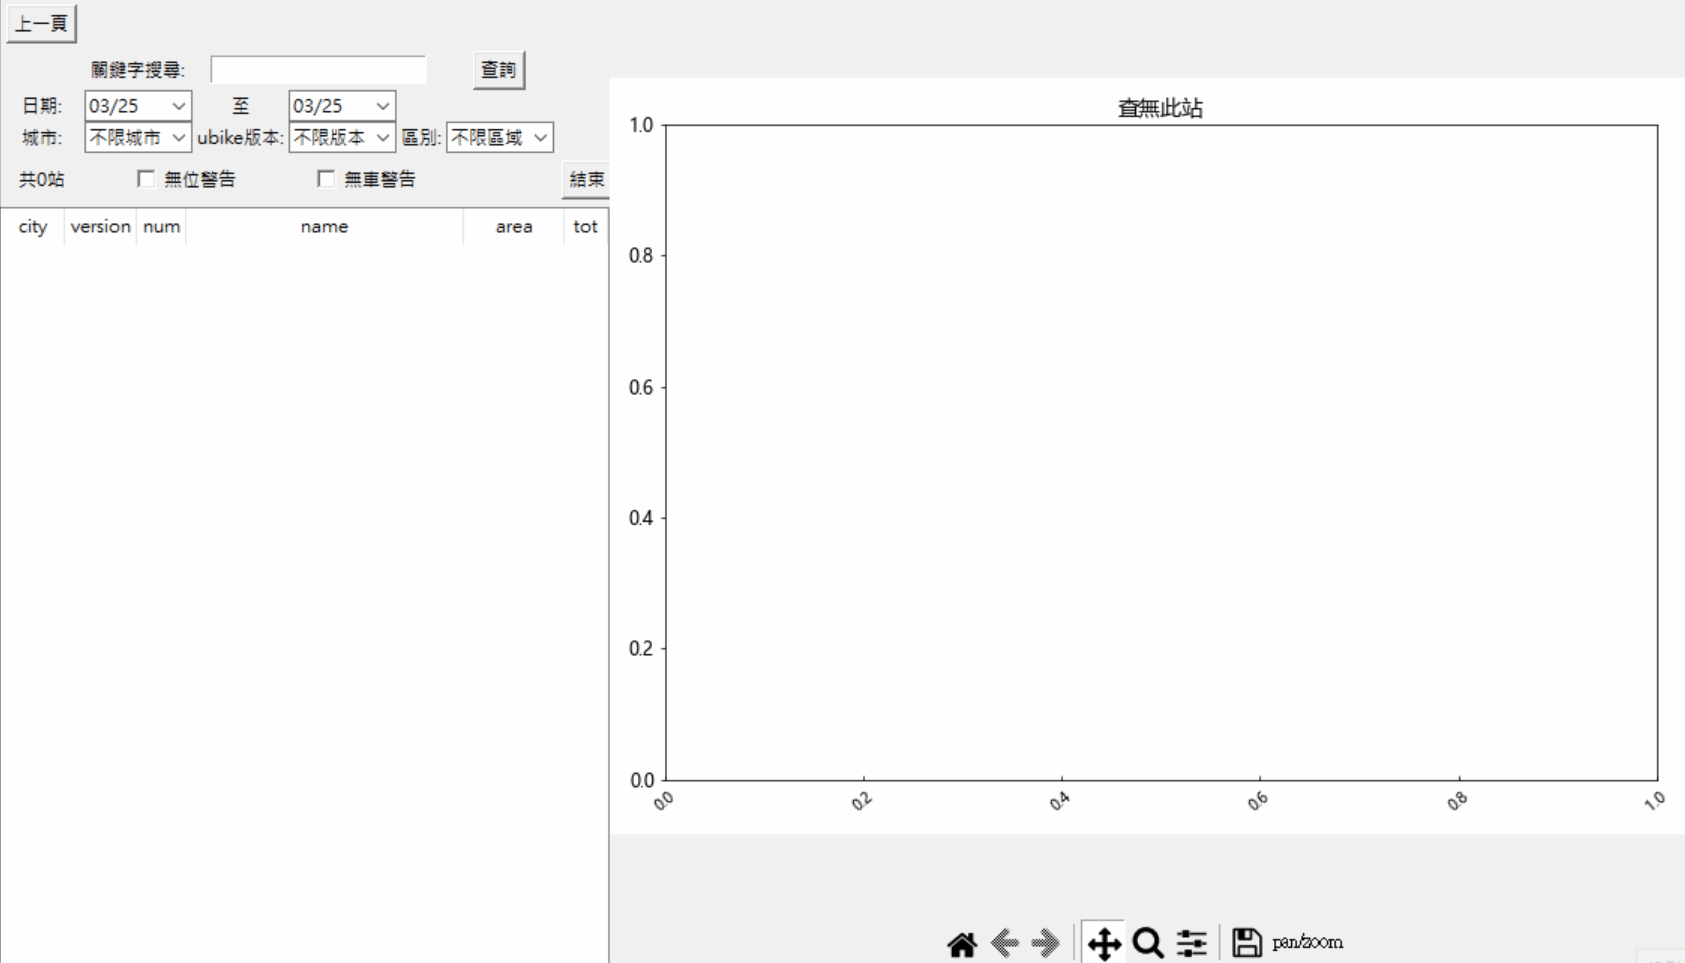 上一頁
關鍵字搜尋: 查詢
日期: 03/25 至 03/25
城市: 不限城市 ubike版本: 不限版本 區別: 不限區域
共0站 無位警告 無車警告 結束
city version num name area tot
查無此站
1.0
0.8
0.6
0.4
0.2
0.0
0.0 0.2 0.4 0.6 0.8 1.0
pan/zoom